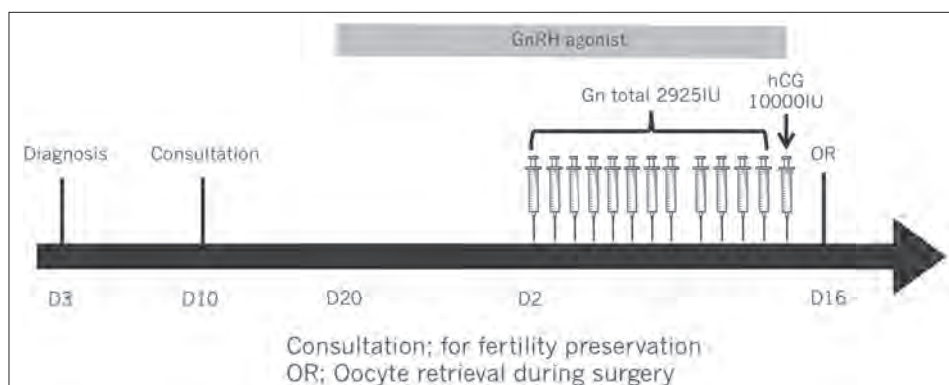 GnRH agonist
Gn total 2925IU
hCG
10000IU
Diagnosis
Consultation
OR
D3
D10
D20
D2
D16
Consultation; for fertility preservation
OR; Oocyte retrieval during surgery